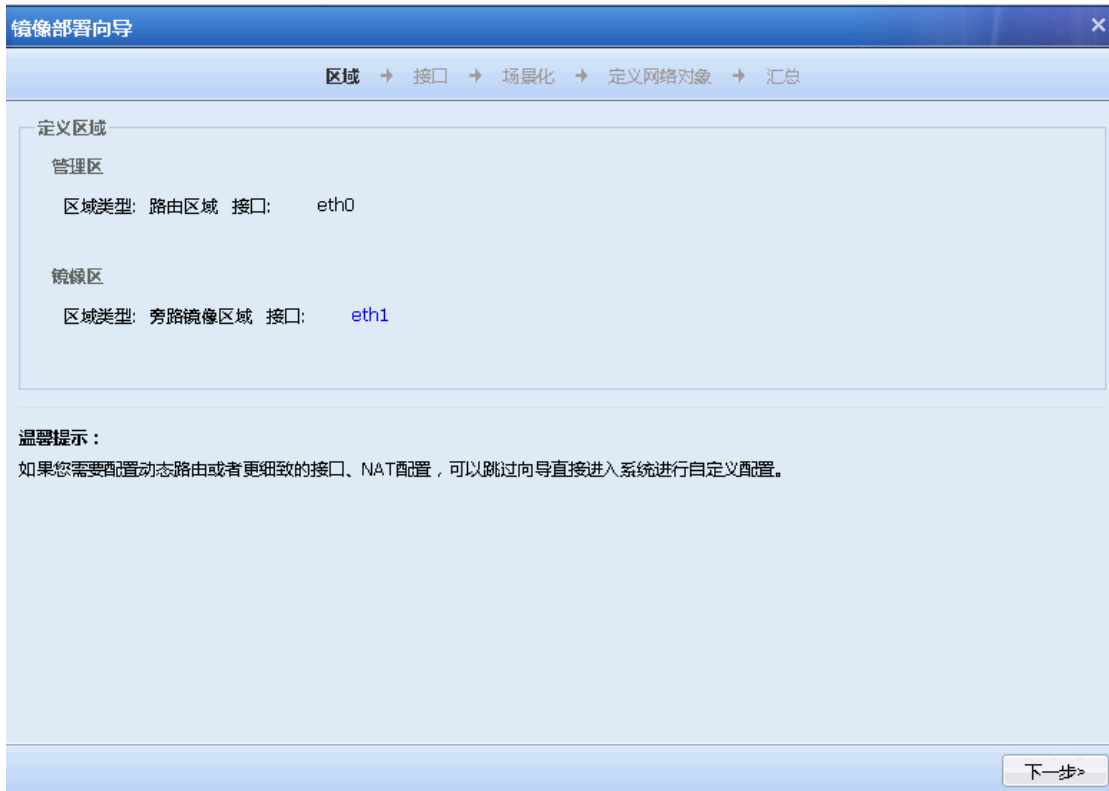 镜像部署向导
区域 → 接口 → 场景化 → 定义网络对象 → 汇总
定义区域
管理区
区域类型: 路由区域 接口: eth0
镜像区
区域类型: 旁路镜像区域 接口: eth1
温馨提示：
如果您需要配置动态路由或者更细致的接口、NAT配置，可以跳过向导直接进入系统进行自定义配置。
下一步>